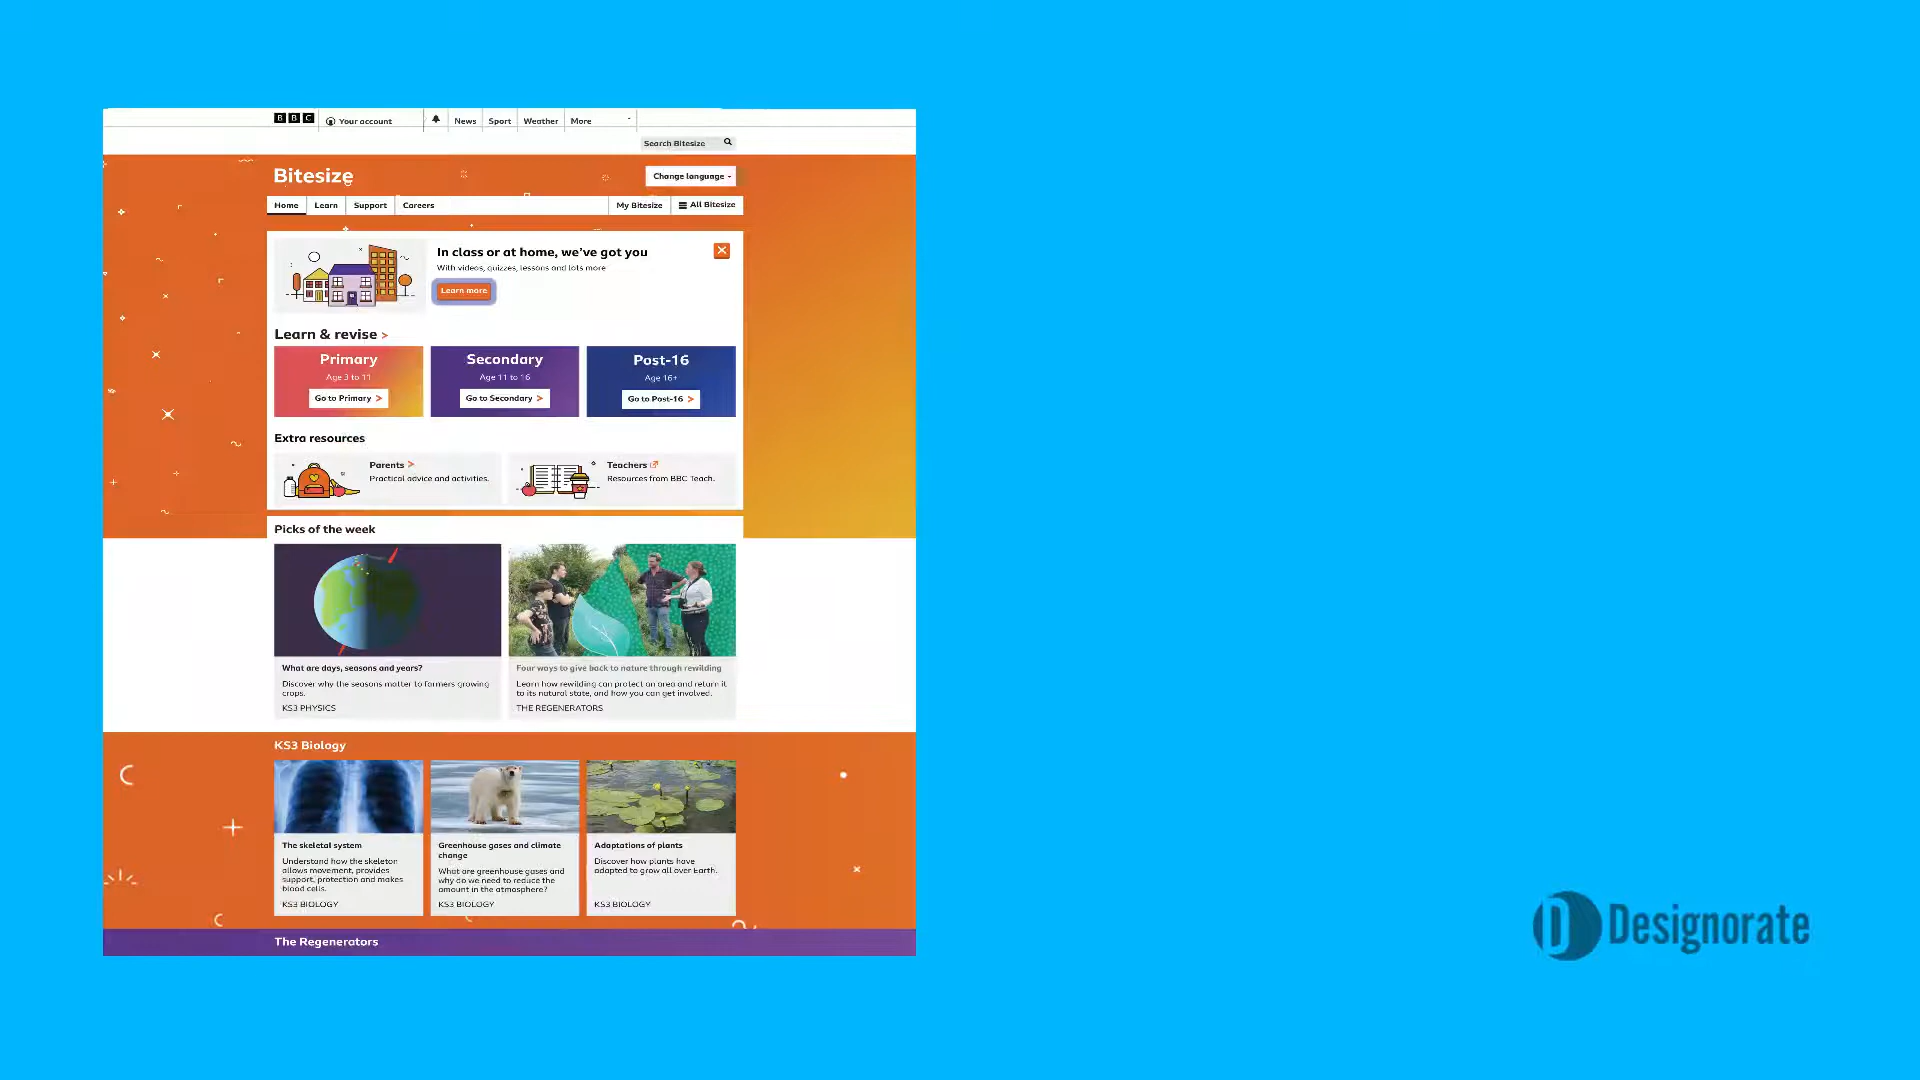 BBC
Your account
News
Sport
Weather
More
Search Bitesize
Bitesize
Change language
Home
Learn
Support
Careers
My Bitesize
All Bitesize
In class or at home, we've got you
With videos, quizzes, lessons and lots more
Learn more
Learn & revise >
Primary
Age 3 to 11
Go to Primary >
Secondary
Age 11 to 16
Go to Secondary >
Post-16
Age 16+
Go to Post-16 >
Extra resources
Parents >
Practical advice and activities.
Teachers
Resources from BBC Teach.
Picks of the week
What are days, seasons and years?
Discover why the seasons matter to farmers growing
crops.
KS3 PHYSICS
Four ways to give back to nature through rewilding
Learn how rewilding can protect an area and return it
to its natural state, and how you can get involved.
THE REGENERATORS
KS3 Biology
The skeletal system
Understand how the skeleton
allows movement, provides
support, protection and makes
blood cells.
KS3 BIOLOGY
Greenhouse gases and climate
change
What are greenhouse gases and
why do we need to reduce the
amount in the atmosphere?
KS3 BIOLOGY
Adaptations of plants
Discover how plants have
adapted to grow all over Earth.
KS3 BIOLOGY
The Regenerators
Designorate